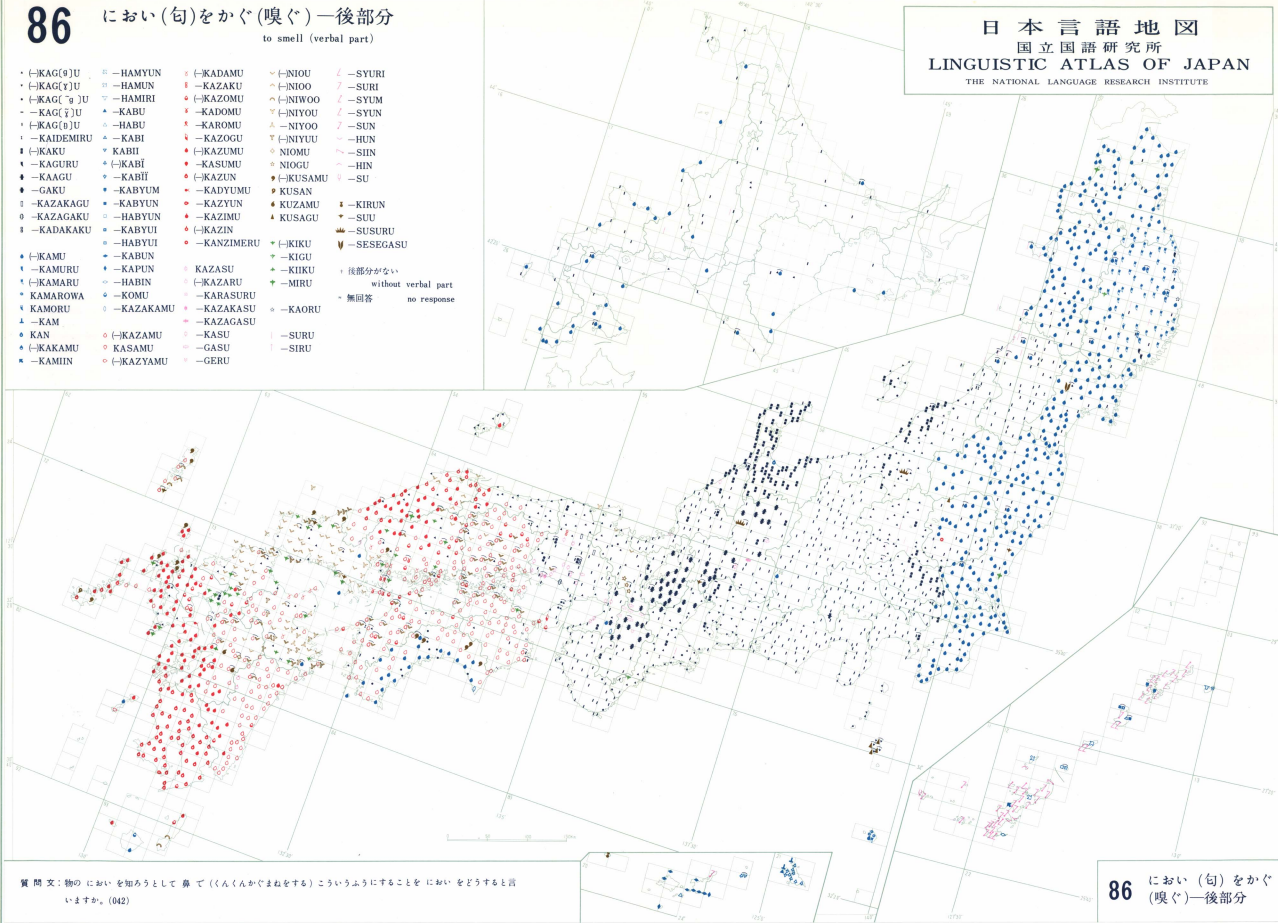 86
におい(匂)をかぐ(嗅ぐ)―後部分
to smell (verbal part)
日本言語地図
国立国語研究所
LINGUISTIC ATLAS OF JAPAN
THE NATIONAL LANGUAGE RESEARCH INSTITUTE
(―)KAG[g]U
(―)KAG[ɣ]U
(―)KAG[~g]U
―KAG[ɣ̃]U
(―)KAG[ŋ]U
―KAIDEMIRU
(―)KAKU
―KAGURU
―KAAGU
―GAKU
―KAZAKAGU
―KAZAGAKU
―KADAKAKU
(―)KAMU
―KAMURU
(―)KAMARU
KAMAROWA
KAMORU
―KAM
KAN
(―)KAKAMU
―KAMIIN
―HAMYUN
―HAMUN
―HAMIRI
―KABU
―HABU
―KABI
KABII
(―)KABÏ
―KABÏÏ
―KABYUM
―KABYUN
―HABYUN
―KABYUI
―HABYUI
―KABUN
―KAPUN
―HABIN
―KOMU
―KAZAKAMU
(―)KAZAMU
KASAMU
(―)KAZYAMU
(―)KADAMU
―KAZAKU
(―)KAZOMU
―KADOMU
―KAROMU
―KAZOGU
(―)KAZUMU
―KASUMU
(―)KAZUN
―KADYUMU
―KAZYUN
―KAZIMU
(―)KAZIN
―KANZIMERU
KAZASU
(―)KAZARU
―KARASURU
―KAZAKASU
―KAZAGASU
―KASU
―GASU
―GERU
(―)NIOU
(―)NIOO
(―)NIWOO
(―)NIYOU
―NIYOO
(―)NIYUU
NIOMU
NIOGU
(―)KUSAMU
KUSAN
KUZAMU
KUSAGU
(―)KIKU
―KIGU
―KIIKU
―MIRU
―KAORU
―SURU
―SIRU
―SYURI
―SURI
―SYUM
―SYUN
―SUN
―HUN
―SIIN
―HIN
―SU
―KIRUN
―SUU
―SUSURU
―SESEGASU
後部分がない
without verbal part
無回答 no response
質問文:物の におい を知ろうとして 鼻 で (くんくんかぐまねをする) こういうふうにすることを におい をどうすると言
いますか。(042)
86
におい (匂) をかぐ
(嗅ぐ)―後部分